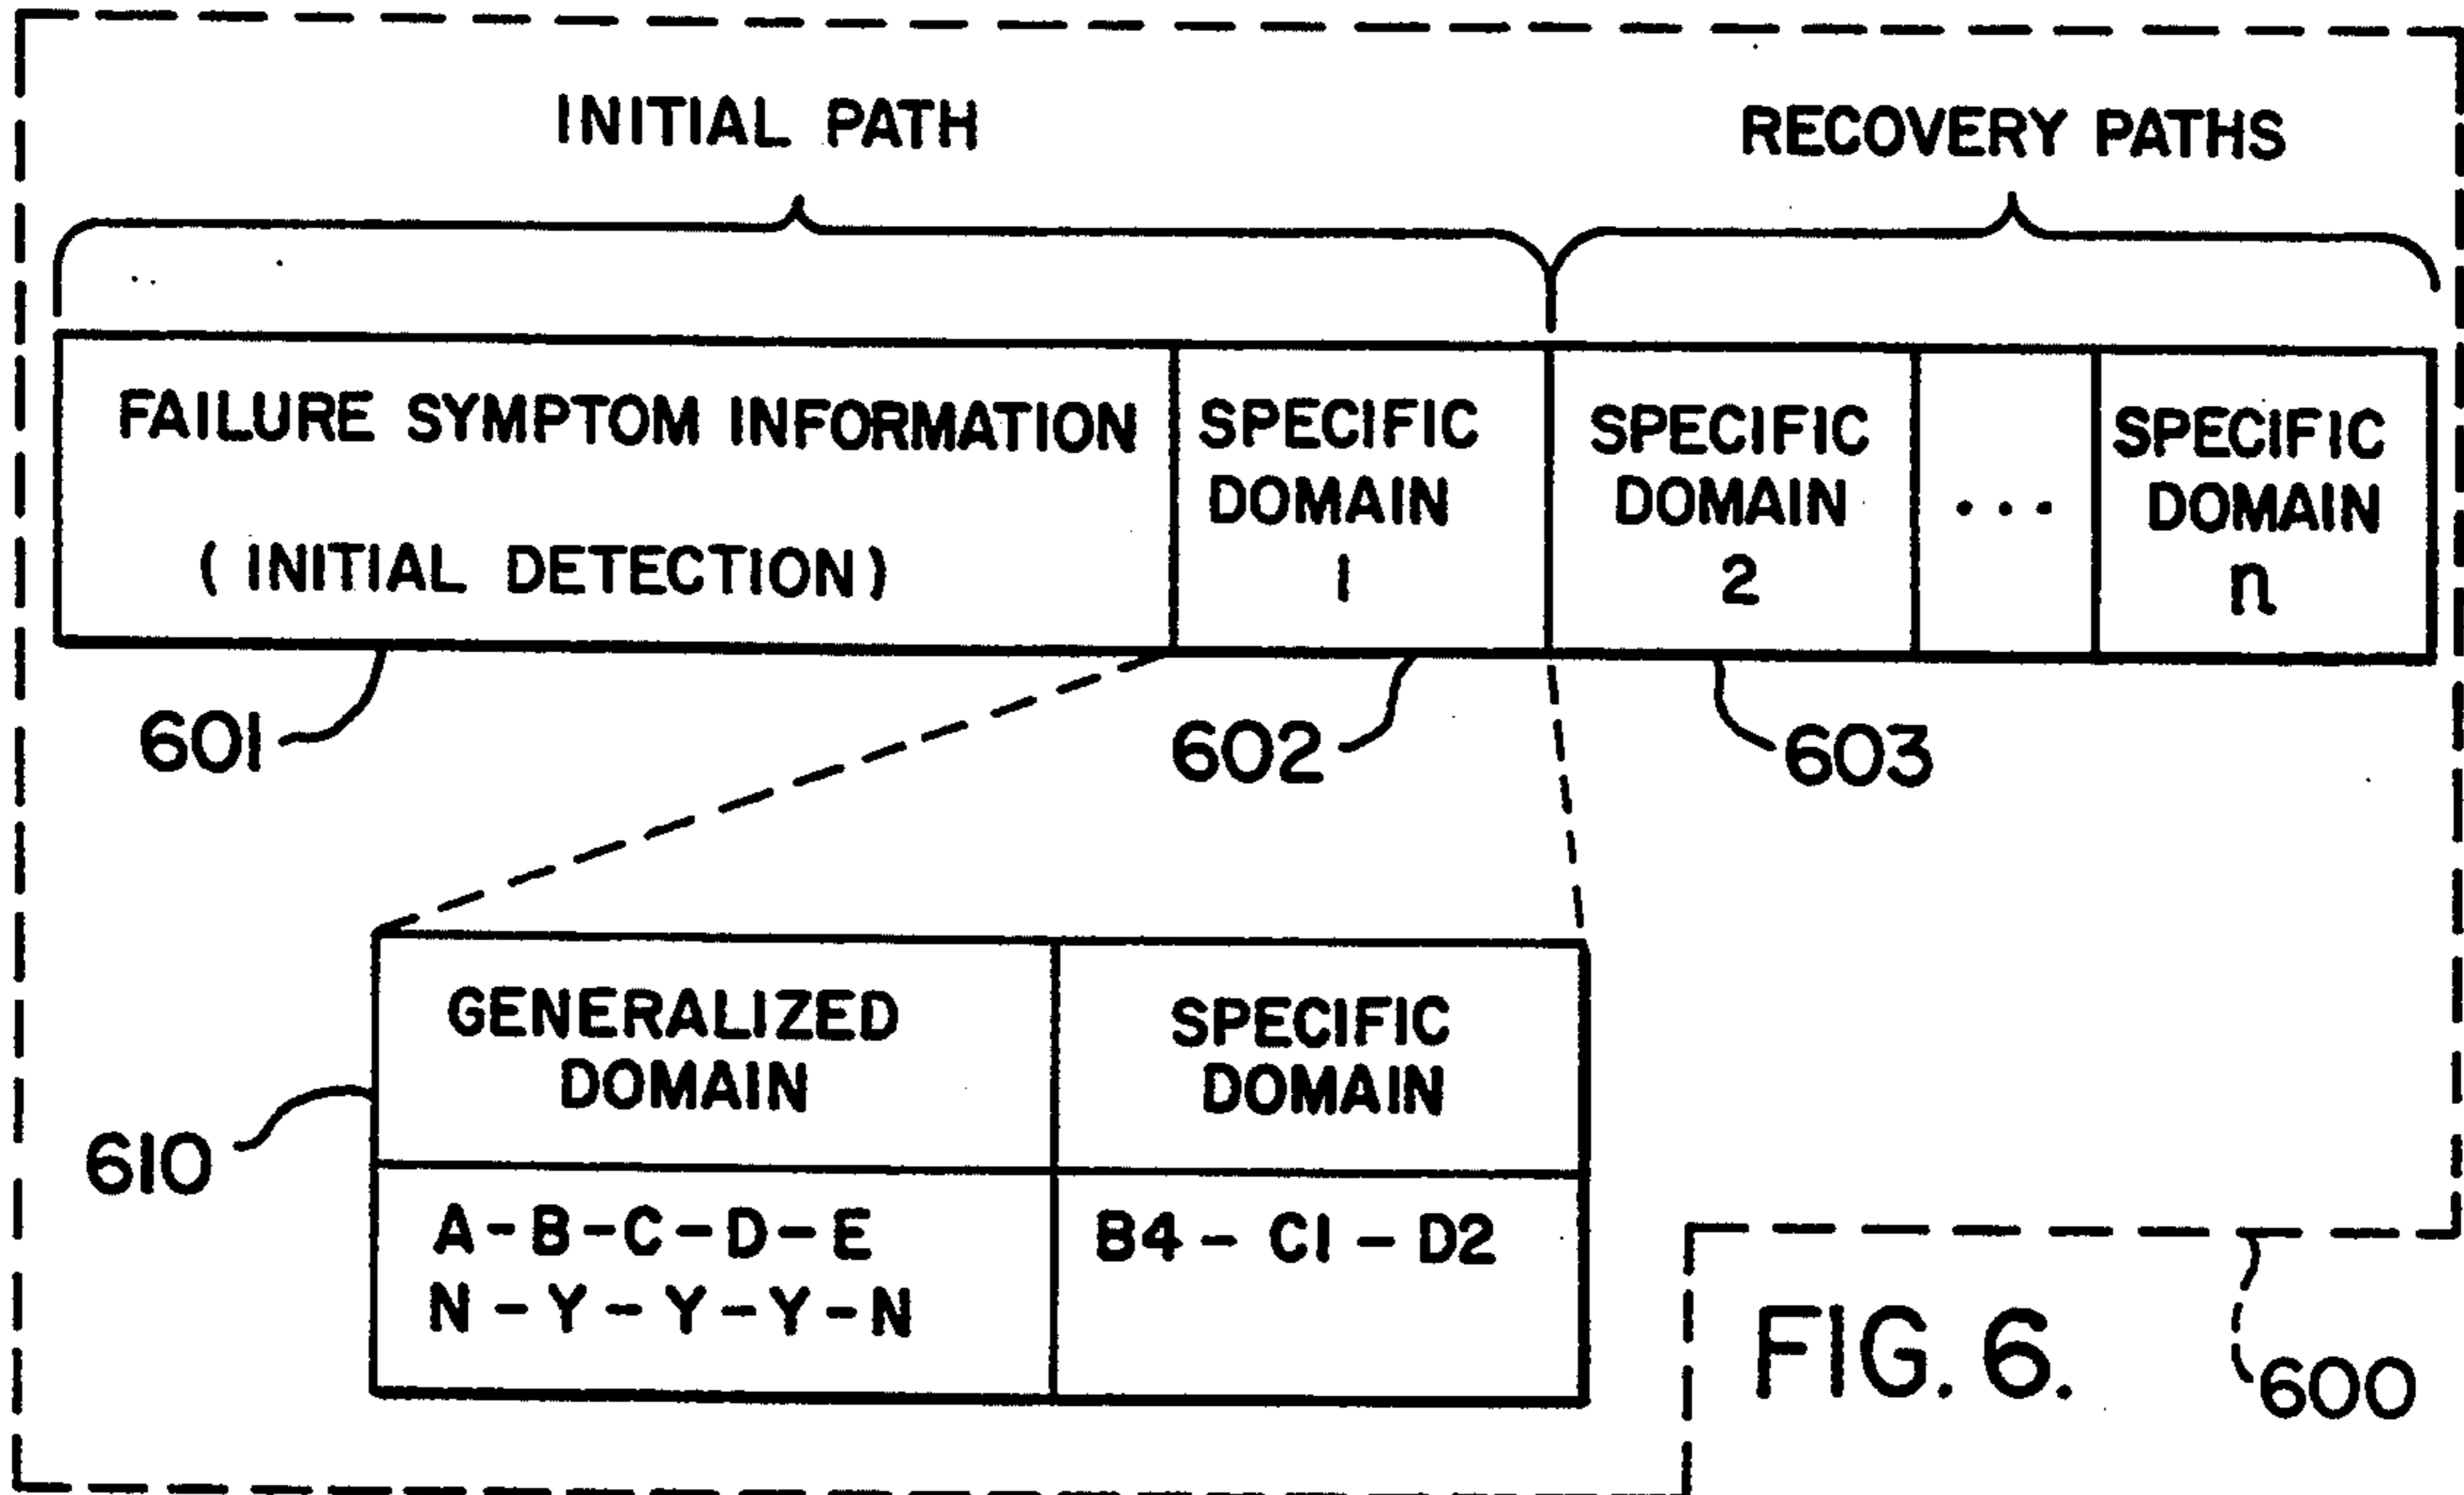 INITIAL PATH
RECOVERY PATHS
FAILURE SYMPTOM INFORMATION
(INITIAL DETECTION)
SPECIFIC
DOMAIN
1
SPECIFIC
DOMAIN
2
...
SPECIFIC
DOMAIN
n
601
602
603
GENERALIZED
DOMAIN
SPECIFIC
DOMAIN
610
A-B-C-D-E
N-Y-Y-Y-N
B4-C1-D2
FIG. 6.
600